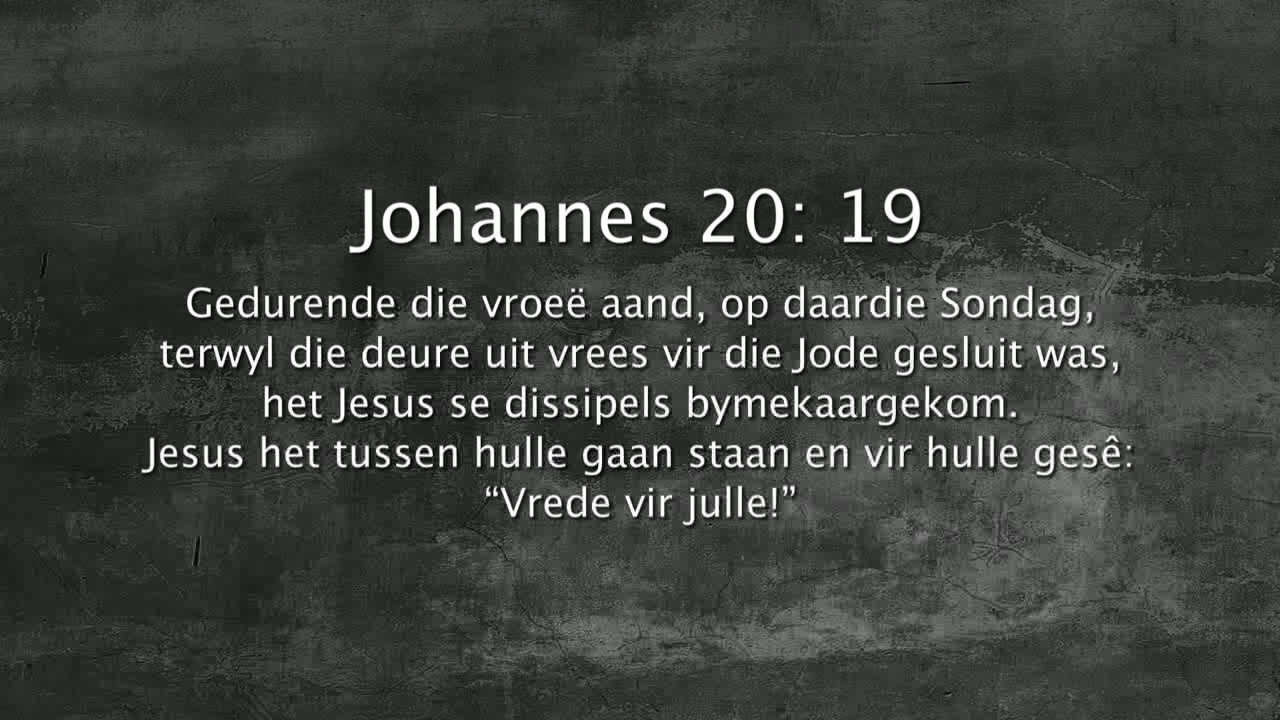 Johannes 20: 19
Gedurende die vroeë aand, op daardie Sondag,
terwyl die deure uit vrees vir die Jode gesluit was,
het Jesus se dissipels bymekaargekom.
Jesus het tussen hulle gaan staan en vir hulle gesê:
“Vrede vir julle!”